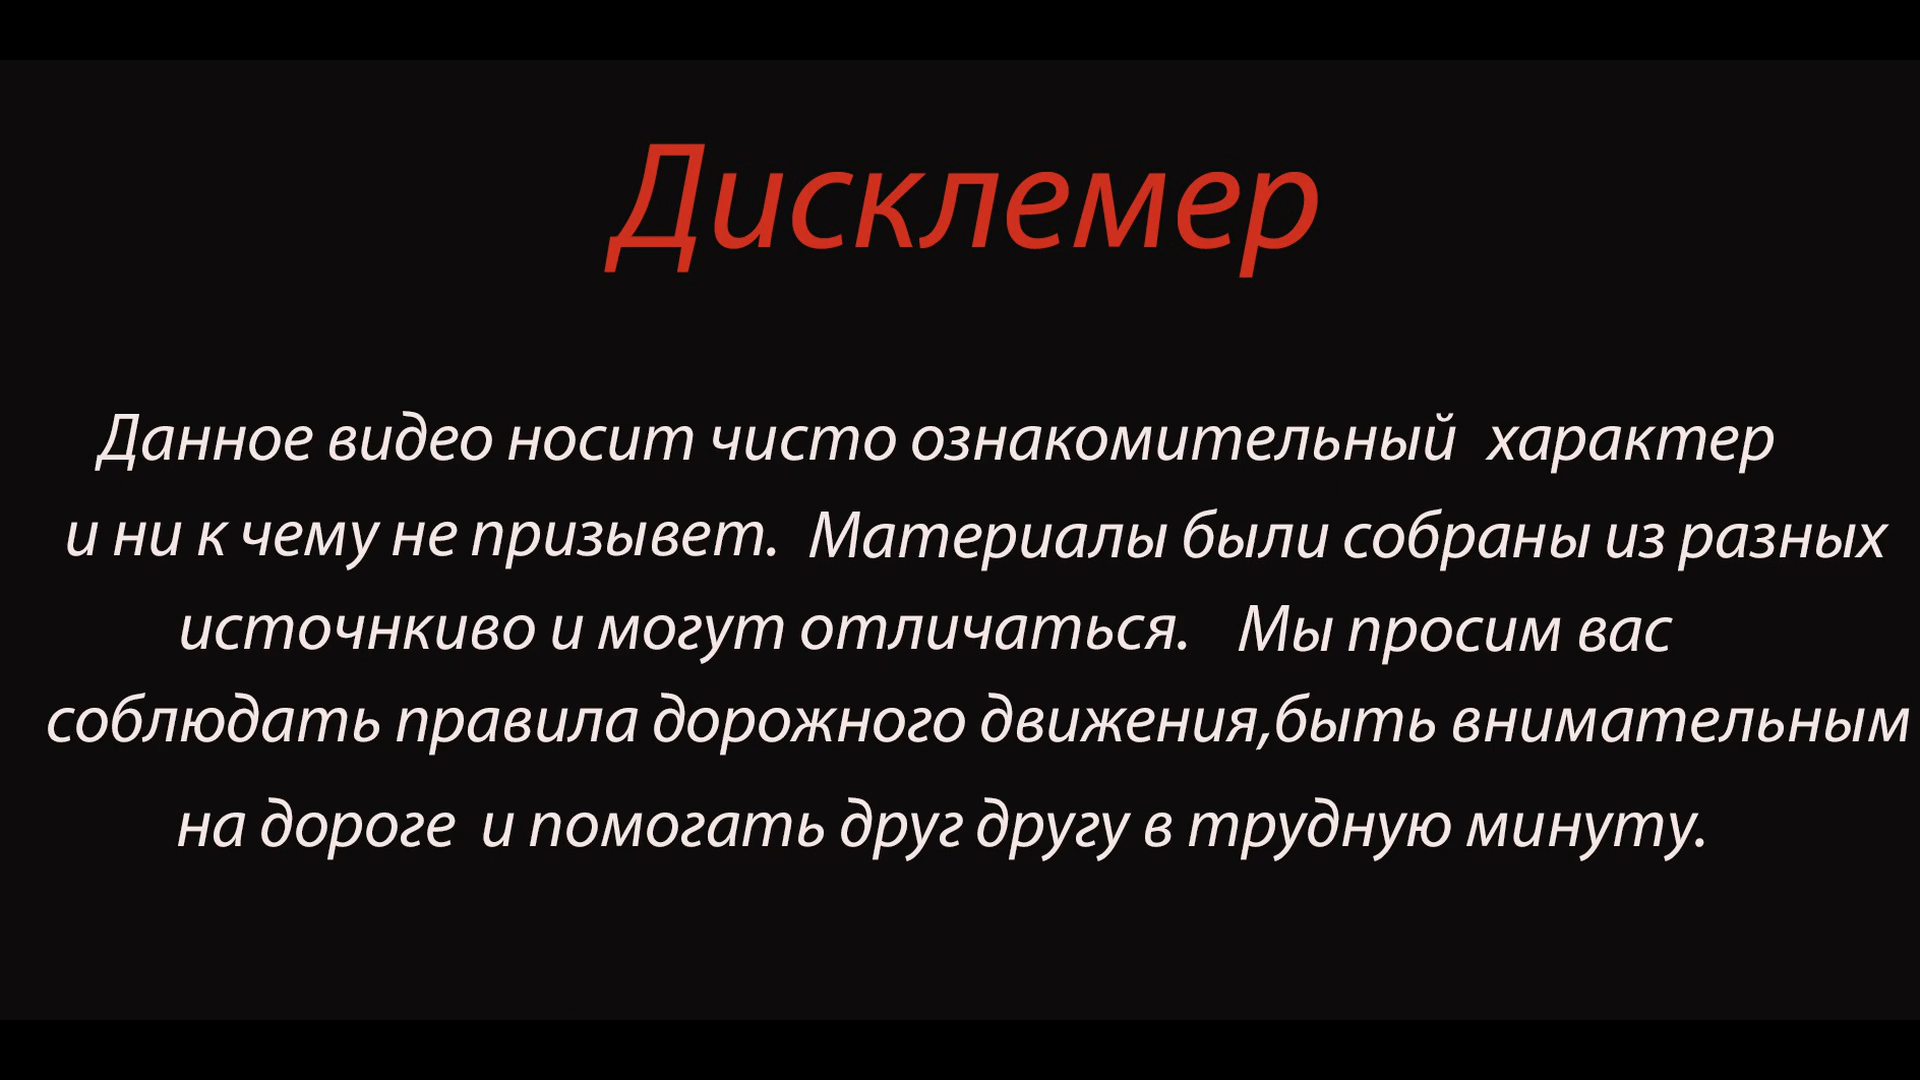 Дисклемер
Данное видео носит чисто ознакомительный характер
и ни к чему не призывет. Материалы были собраны из разных
источнкиво и могут отличаться. Мы просим вас
соблюдать правила дорожного движения,быть внимательным
на дороге и помогать друг другу в трудную минуту.